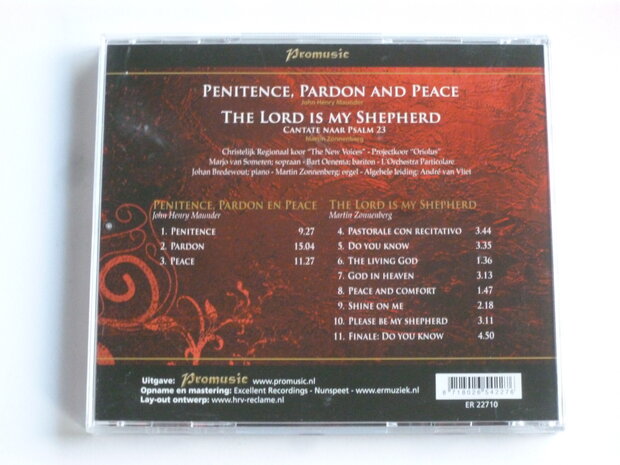 Promusic
Penitence, Pardon and Peace
John Henry Maunder
The Lord is my Shepherd
Cantate naar Psalm 23
Martin Zonnenberg
Christelijk Regionaal koor "The New Voices" - Projectkoor "Oriolus"
Marjo van Someren; sopraan - Bart Oenema; bariton - L'Orchestra Particolare
Johan Bredewout; piano - Martin Zonnenberg; orgel - Algehele leiding: André van Vliet
Penitence, Pardon en Peace
John Henry Maunder
1. Penitence 9.27
2. Pardon 15.04
3. Peace 11.27
The Lord is my Shepherd
Martin Zonnenberg
4. Pastorale con recitativo 3.44
5. Do you know 3.35
6. The living God 1.36
7. God in heaven 3.13
8. Peace and comfort 1.47
9. Shine on me 2.18
10. Please be my shepherd 3.11
11. Finale: Do you know 4.50
Uitgave: Promusic www.promusic.nl
Opname en mastering: Excellent Recordings - Nunspeet - www.ermuziek.nl
Lay-out ontwerp: www.hrv-reclame.nl
8 718026 542276
ER 22710